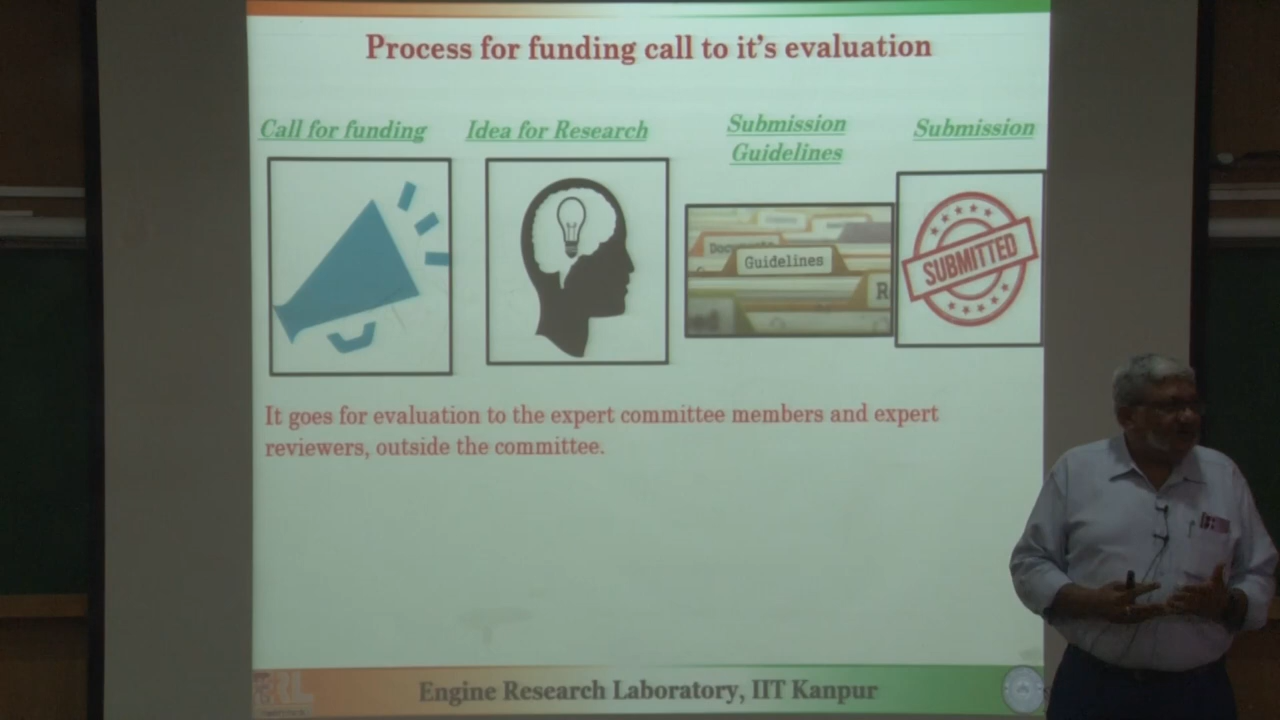 Process for funding call to it's evaluation
Call for funding
Idea for Research
Submission
Guidelines
Submission
Guidelines
R
SUBMITTED
It goes for evaluation to the expert committee members and expert
reviewers, outside the committee.
Engine Research Laboratory, IIT Kanpur